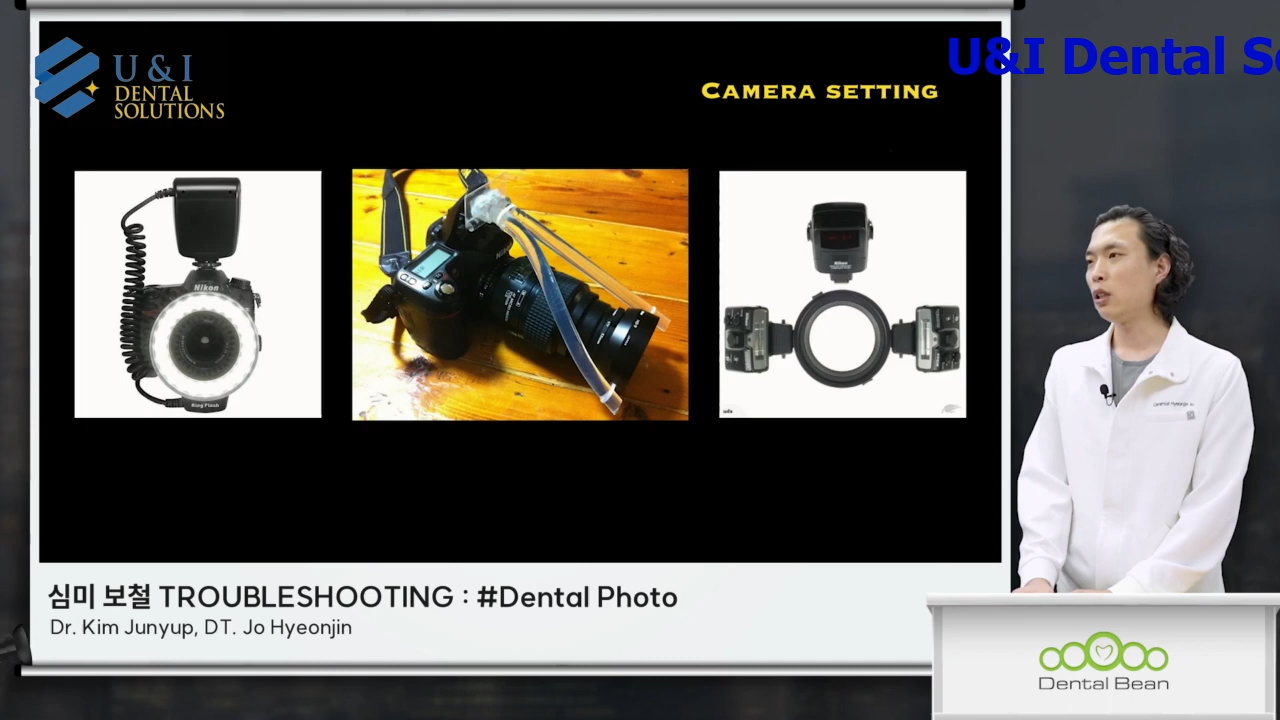 U & I
DENTAL
SOLUTIONS
U&I Dental So
CAMERA SETTING
Nikon
Ring Flash
Nikon
심미 보철 TROUBLESHOOTING : #Dental Photo
Dr. Kim Junyup, DT. Jo Hyeonjin
Dental Bean